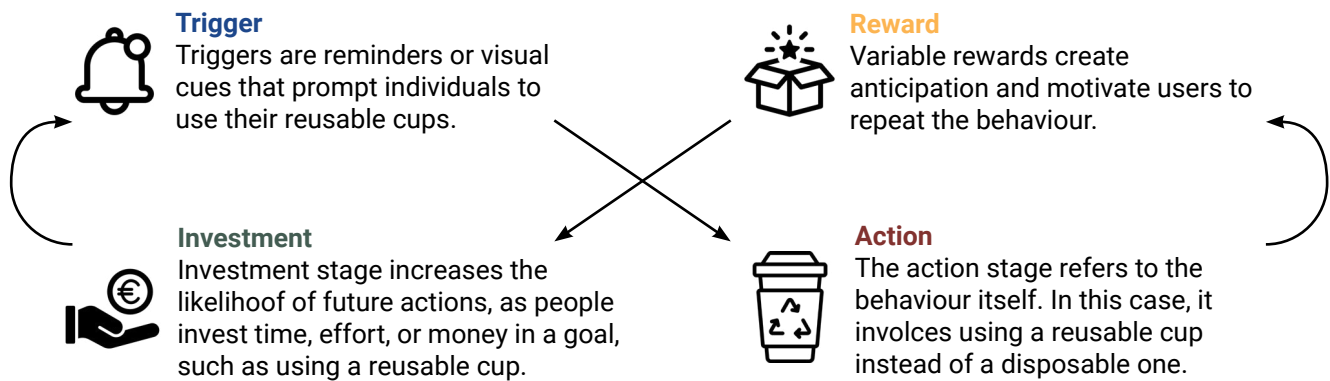 Trigger
Triggers are reminders or visual
cues that prompt individuals to
use their reusable cups.
Reward
Variable rewards create
anticipation and motivate users to
repeat the behaviour.
Investment
Investment stage increases the
likelihoof of future actions, as people
invest time, effort, or money in a goal,
such as using a reusable cup.
€
Action
The action stage refers to the
behaviour itself. In this case, it
involces using a reusable cup
instead of a disposable one.